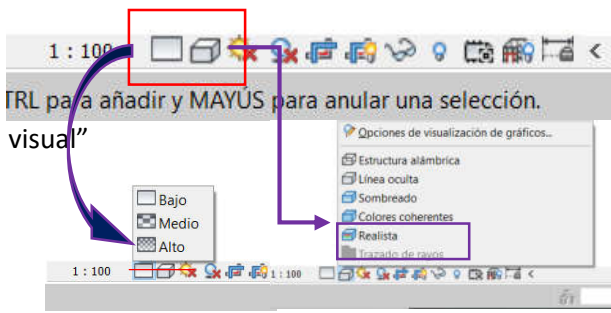 1 : 100
TRL para añadir y MAYÚS para anular una selección.
visual”
Opciones de visualización de gráficos...
Estructura alámbrica
Línea oculta
Sombreado
Colores coherentes
Realista
Trazado de rayos
Bajo
Medio
Alto
1 : 100
1 : 100